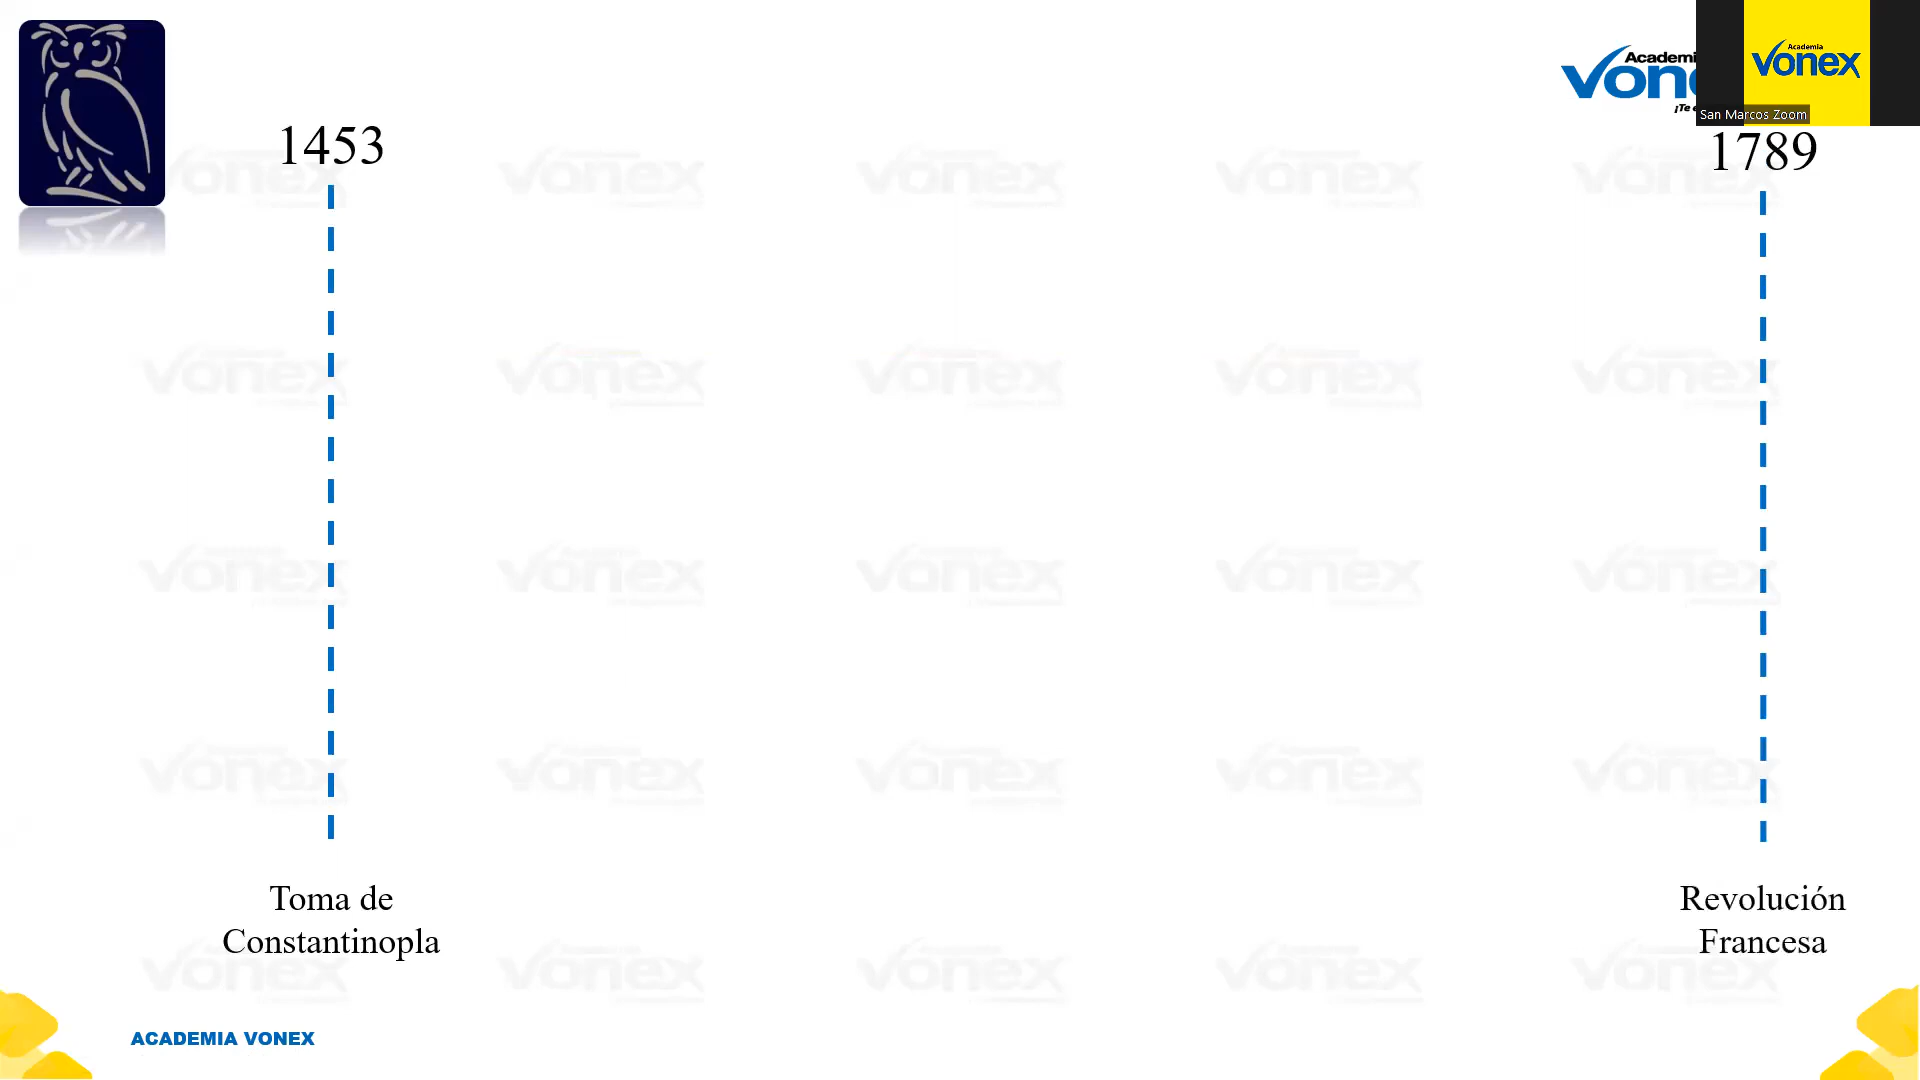 Academia
vonex
San Marcos Zoom
1453
1789
Toma de
Constantinopla
Revolución
Francesa
ACADEMIA VONEX